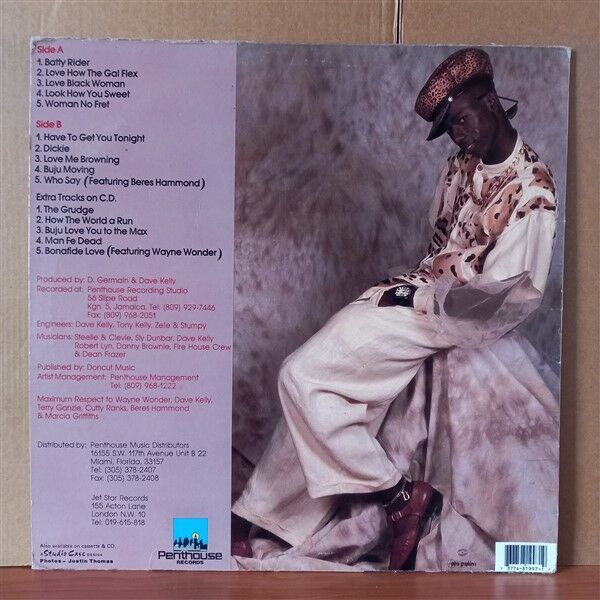 Side A
1. Batty Rider
2. Love How The Gal Flex
3. Love Black Woman
4. Look How You Sweet
5. Woman No Fret
Side B
1. Have To Get You Tonight
2. Dickie
3. Love Me Browning
4. Buju Moving
5. Who Say (Featuring Beres Hammond)
Extra Tracks on C.D.
1. The Grudge
2. How The World a Run
3. Buju Love You to the Max
4. Man Fe Dead
5. Bonafide Love (Featuring Wayne Wonder)
Produced by: D. Germain & Dave Kelly
Recorded at: Penthouse Recording Studio
56 Slipe Road
Kgn. 5, Jamaica, Tel: (809) 929-7446
Fax: (809) 968-2051
Engineers: Dave Kelly, Tony Kelly, Zele & Stumpy
Musicians: Steelie & Clevie, Sly Dunbar, Dave Kelly
Robert Lyn, Danny Brownie, Fire House Crew
& Dean Frazer
Published by: Doncut Music
Artist Management: Penthouse Management
Tel: (809) 968-1222
Maximum Respect to Wayne Wonder, Dave Kelly,
Terry Ganzie, Cutty Ranks, Beres Hammond
& Marcia Griffiths
Distributed by: Penthouse Music Distributors
16155 S.W. 117th Avenue Unit B 22
Miami, Florida, 33157
Tel: (305) 378-2407
Fax: (305) 378-2408
Jet Star Records
155 Acton Lane
London N.W. 10
Tel: 019-615-818
Also available on cassette & CD.
a Studio Case DESIGN
Photos - Justin Thomas
Penthouse
RECORDS